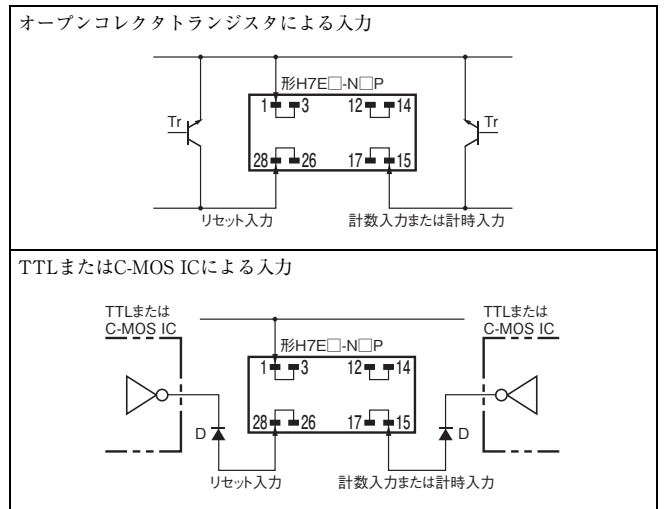 オープンコレクタトランジスタによる入力
形H7E□-N□P
1 3 12 14
Tr Tr
28 26 17 15
リセット入力 計数入力または計時入力
TTLまたはC-MOS ICによる入力
TTLまたは TTLまたは
C-MOS IC C-MOS IC
形H7E□-N□P
1 3 12 14
28 26 17 15
D D
リセット入力 計数入力または計時入力